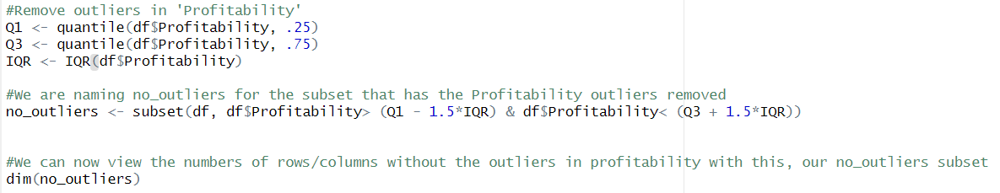 #Remove outliers in 'Profitability'
Q1 <- quantile(df$Profitability, .25)
Q3 <- quantile(df$Profitability, .75)
IQR <- IQR(df$Profitability)
#We are naming no_outliers for the subset that has the Profitability outliers removed
no_outliers <- subset(df, df$Profitability> (Q1 - 1.5*IQR) & df$Profitability< (Q3 + 1.5*IQR))
#We can now view the numbers of rows/columns without the outliers in profitability with this, our no_outliers subset
dim(no_outliers)